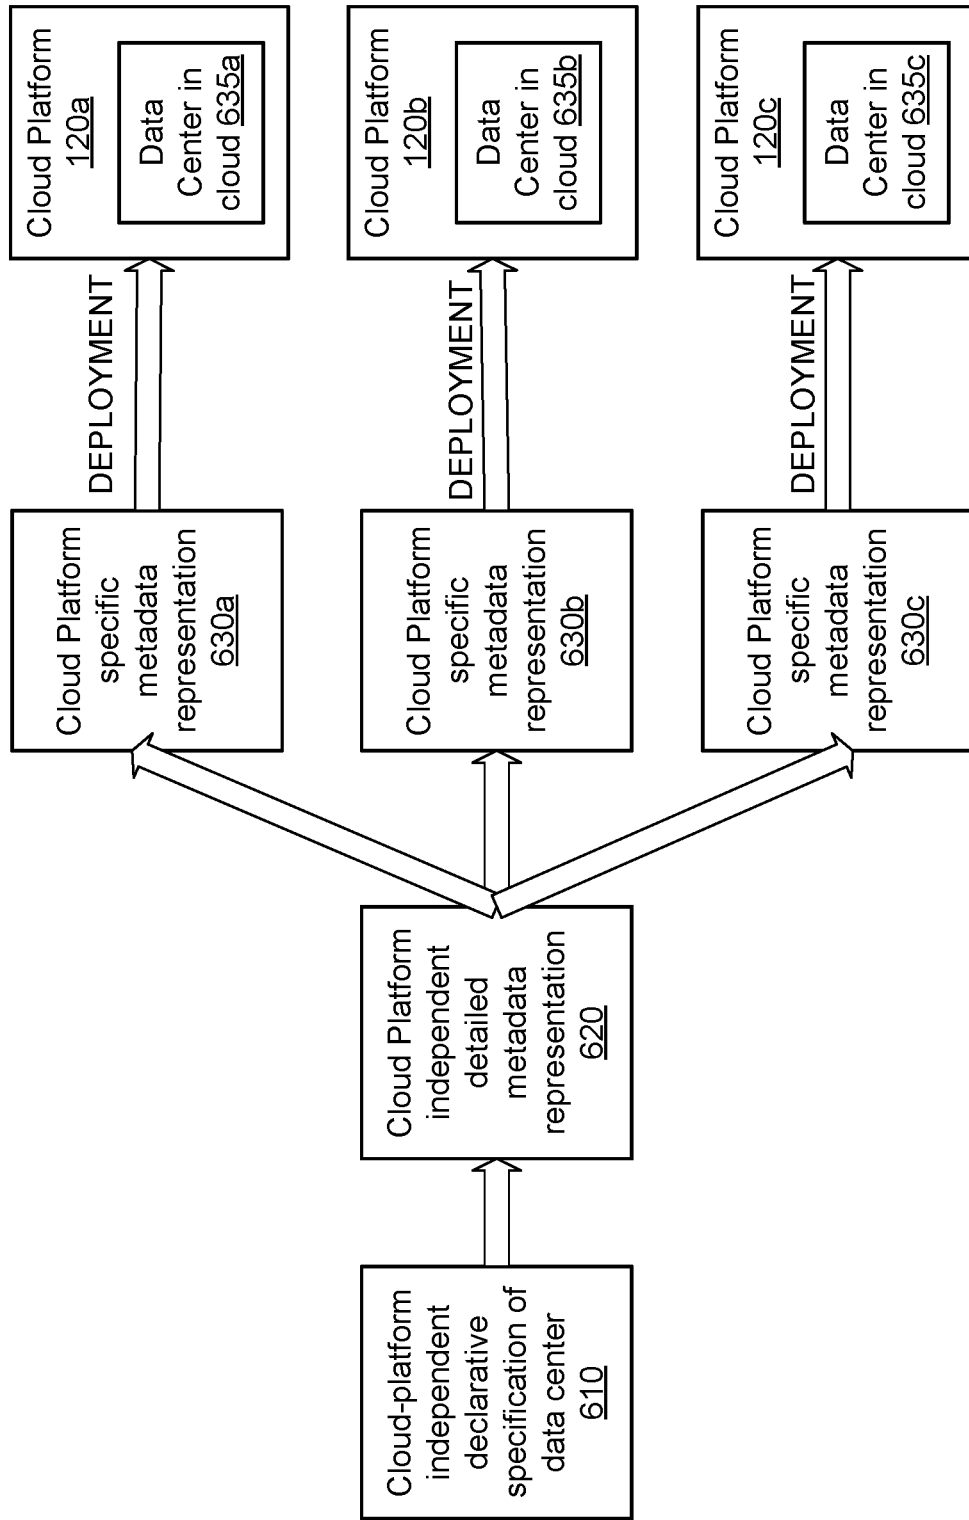 Cloud-platform
independent
declarative
specification of
data center
610
Cloud Platform
independent
detailed
metadata
representation
620
Cloud Platform
specific
metadata
representation
630a
DEPLOYMENT
Cloud Platform
120a
Data
Center in
cloud 635a
Cloud Platform
specific
metadata
representation
630b
DEPLOYMENT
Cloud Platform
120b
Data
Center in
cloud 635b
Cloud Platform
specific
metadata
representation
630c
DEPLOYMENT
Cloud Platform
120c
Data
Center in
cloud 635c